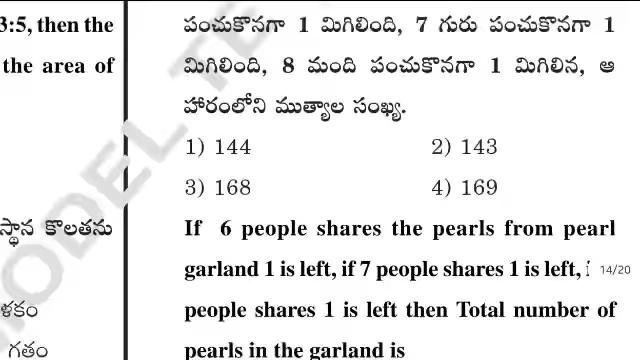 3:5, then the
the area of
స్థాన కొలతను
ళకం
గతం
పంచుకొనగా 1 మిగిలింది, 7 గురు పంచుకొనగా 1
మిగిలింది, 8 మంది పంచుకొనగా 1 మిగిలిన, ఆ
హారంలోని ముత్యాల సంఖ్య.
1) 144 2) 143
3) 168 4) 169
If 6 people shares the pearls from pearl
garland 1 is left, if 7 people shares 1 is left,
people shares 1 is left then Total number of
pearls in the garland is
14/20
MODEL